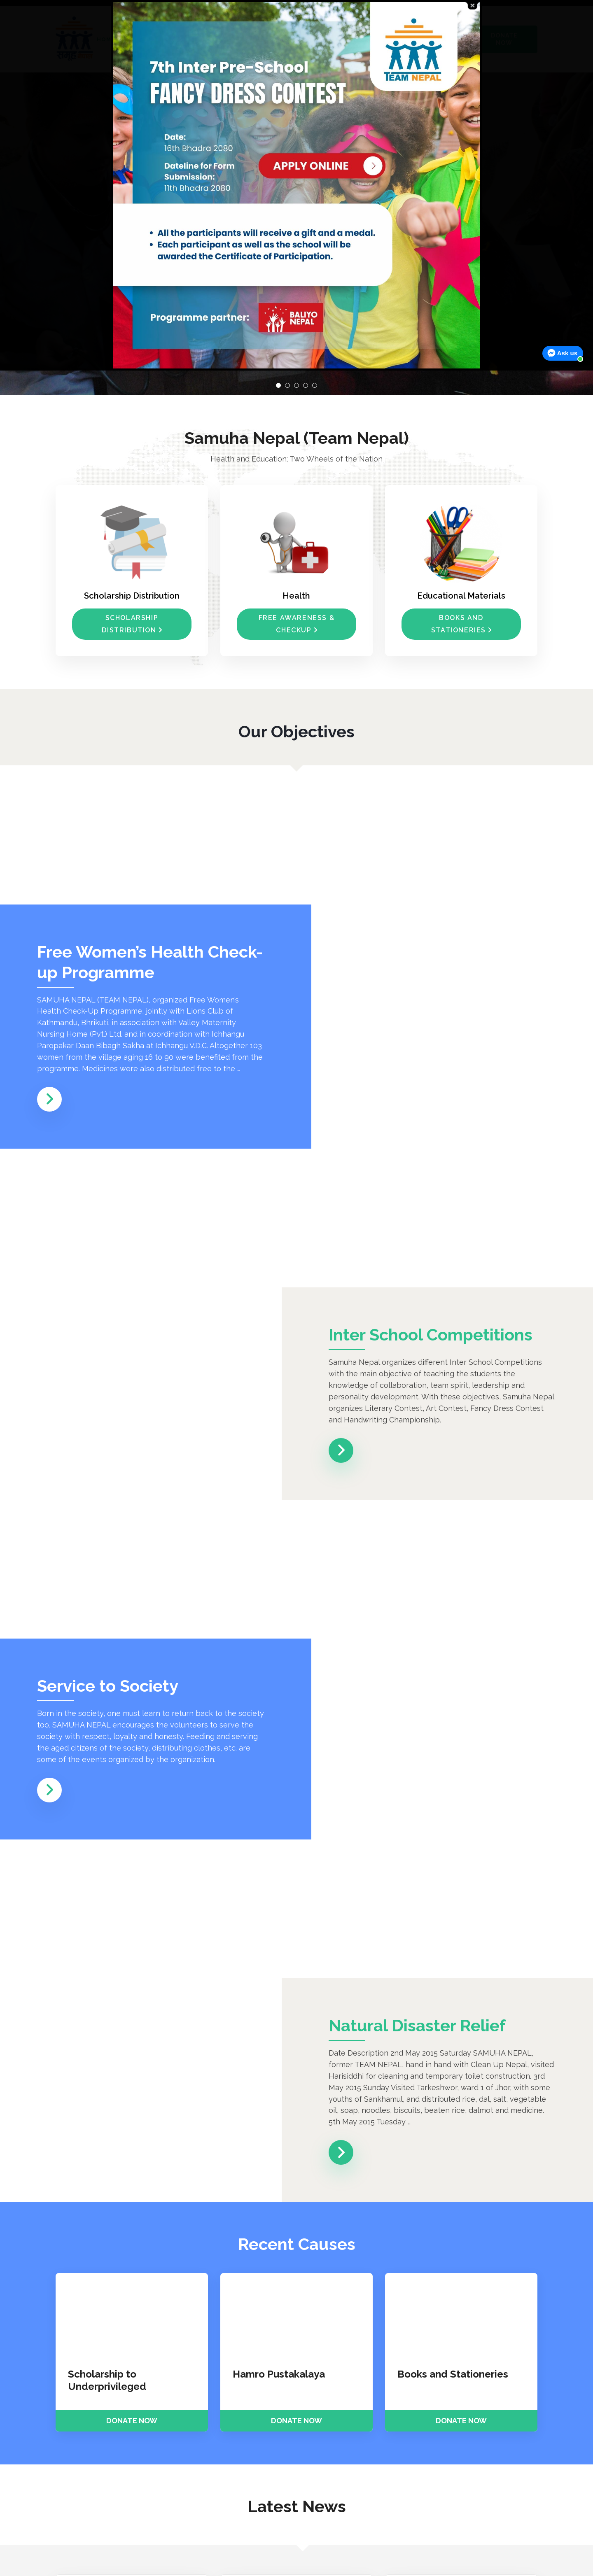 TEAM NEPAL
7th Inter Pre-School
FANCY DRESS CONTEST
Date:
16th Bhadra 2080
Dateline for Form
Submission:
11th Bhadra 2080
APPLY ONLINE
• All the participants will receive a gift and a medal.
• Each participant as well as the school will be
awarded the Certificate of Participation.
Programme partner:
BALIYO
NEPAL
Ask us
Samuha Nepal (Team Nepal)
Health and Education; Two Wheels of the Nation
Scholarship Distribution
SCHOLARSHIP
DISTRIBUTION
Health
FREE AWARENESS &
CHECKUP
Educational Materials
BOOKS AND
STATIONERIES
Our Objectives
Free Women’s Health Check-
up Programme
SAMUHA NEPAL (TEAM NEPAL), organized Free Women’s
Health Check-Up Programme, jointly with Lions Club of
Kathmandu, Bhrikuti, in association with Valley Maternity
Nursing Home (Pvt.) Ltd. and in coordination with Ichhangu
Paropakar Daan Bibagh Sakha at Ichhangu V.D.C. Altogether 103
women from the village aging 16 to 90 were benefited from the
programme. Medicines were also distributed free to the …
Inter School Competitions
Samuha Nepal organizes different Inter School Competitions
with the main objective of teaching the students the
knowledge of collaboration, team spirit, leadership and
personality development. With these objectives, Samuha Nepal
organizes Literary Contest, Art Contest, Fancy Dress Contest
and Handwriting Championship.
Service to Society
Born in the society, one must learn to return back to the society
too. SAMUHA NEPAL encourages the volunteers to serve the
society with respect, loyalty and honesty. Feeding and serving
the aged citizens of the society, distributing clothes, etc. are
some of the events organized by the organization.
Natural Disaster Relief
Date Description 2nd May 2015 Saturday SAMUHA NEPAL,
former TEAM NEPAL, hand in hand with Clean Up Nepal, visited
Harisiddhi for cleaning and temporary toilet construction. 3rd
May 2015 Sunday Visited Tarkeshwor, ward 1 of Jhor, with some
youths of Sankhamul, and distributed rice, dal, salt, vegetable
oil, soap, noodles, biscuits, beaten rice, dalmot and medicine.
5th May 2015 Tuesday …
Recent Causes
Scholarship to
Underprivileged
DONATE NOW
Hamro Pustakalaya
DONATE NOW
Books and Stationeries
DONATE NOW
Latest News